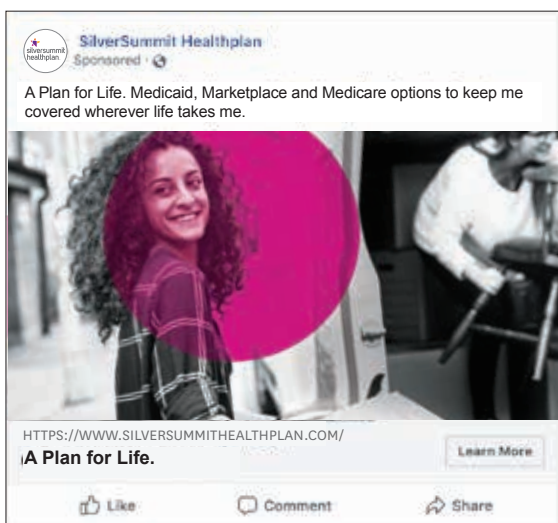 silversummit
healthplan
SilverSummit Healthplan
Sponsored ·
A Plan for Life. Medicaid, Marketplace and Medicare options to keep me
covered wherever life takes me.
HTTPS://WWW.SILVERSUMMITHEALTHPLAN.COM/
A Plan for Life.
Learn More
Like
Comment
Share